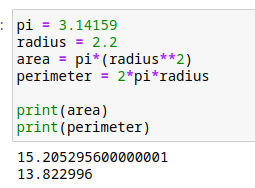 :
pi = 3.14159
radius = 2.2
area = pi*(radius**2)
perimeter = 2*pi*radius

print(area)
print(perimeter)
15.205295600000001
13.822996